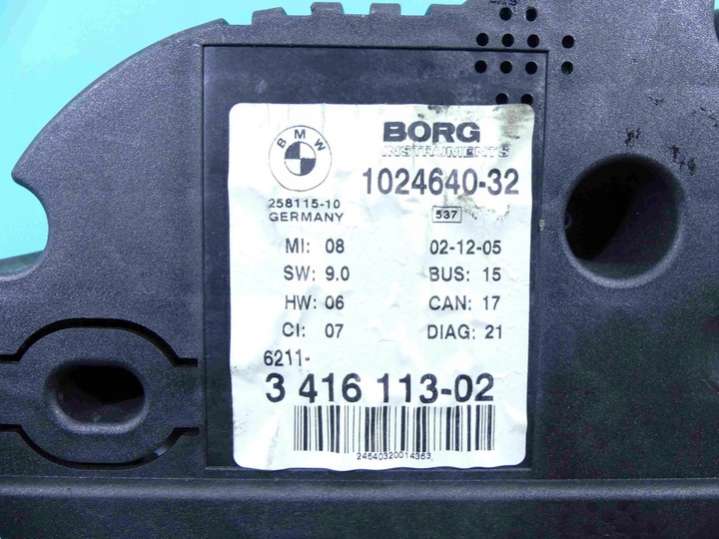 BMW
BORG
INSTRUMENTS
1024640-32
258115-10
GERMANY
537
MI: 08
02-12-05
SW: 9.0
BUS: 15
HW: 06
CAN: 17
CI: 07
DIAG: 21
6211-
3 416 113-02
24640320014363